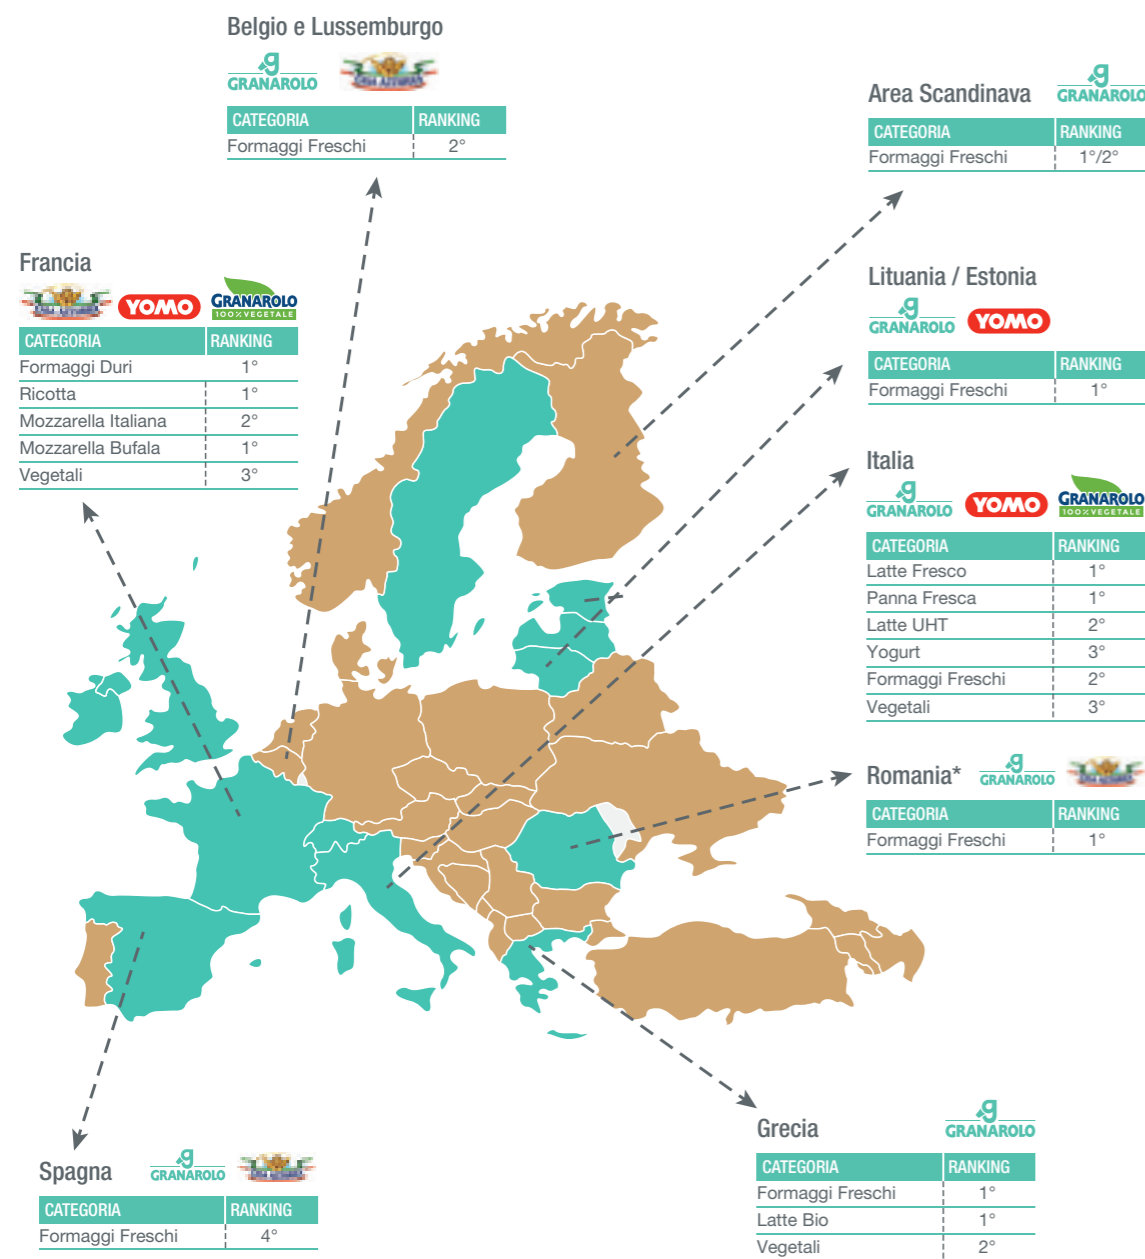 Belgio e Lussemburgo
g
GRANAROLO
CATEGORIA RANKING
Formaggi Freschi 2°
Area Scandinava
g
GRANAROLO
CATEGORIA RANKING
Formaggi Freschi 1°/2°
Francia
YOMO
GRANAROLO
100% VEGETALE
CATEGORIA RANKING
Formaggi Duri 1°
Ricotta 1°
Mozzarella Italiana 2°
Mozzarella Bufala 1°
Vegetali 3°
Lituania / Estonia
g
GRANAROLO
YOMO
CATEGORIA RANKING
Formaggi Freschi 1°
Italia
g
GRANAROLO
YOMO
GRANAROLO
100% VEGETALE
CATEGORIA RANKING
Latte Fresco 1°
Panna Fresca 1°
Latte UHT 2°
Yogurt 3°
Formaggi Freschi 2°
Vegetali 3°
Romania*
g
GRANAROLO
CATEGORIA RANKING
Formaggi Freschi 1°
Spagna
g
GRANAROLO
CATEGORIA RANKING
Formaggi Freschi 4°
Grecia
g
GRANAROLO
CATEGORIA RANKING
Formaggi Freschi 1°
Latte Bio 1°
Vegetali 2°